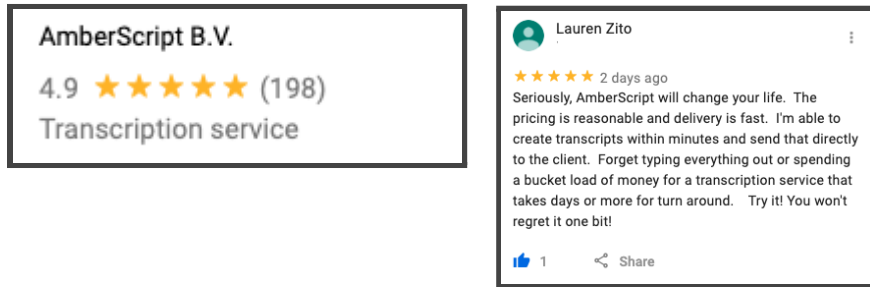 AmberScript B.V.
4.9 ★★★★★ (198)
Transcription service
Lauren Zito
★★★★★ 2 days ago
Seriously, AmberScript will change your life. The
pricing is reasonable and delivery is fast. I'm able to
create transcripts within minutes and send that directly
to the client. Forget typing everything out or spending
a bucket load of money for a transcription service that
takes days or more for turn around. Try it! You won't
regret it one bit!
1 Share